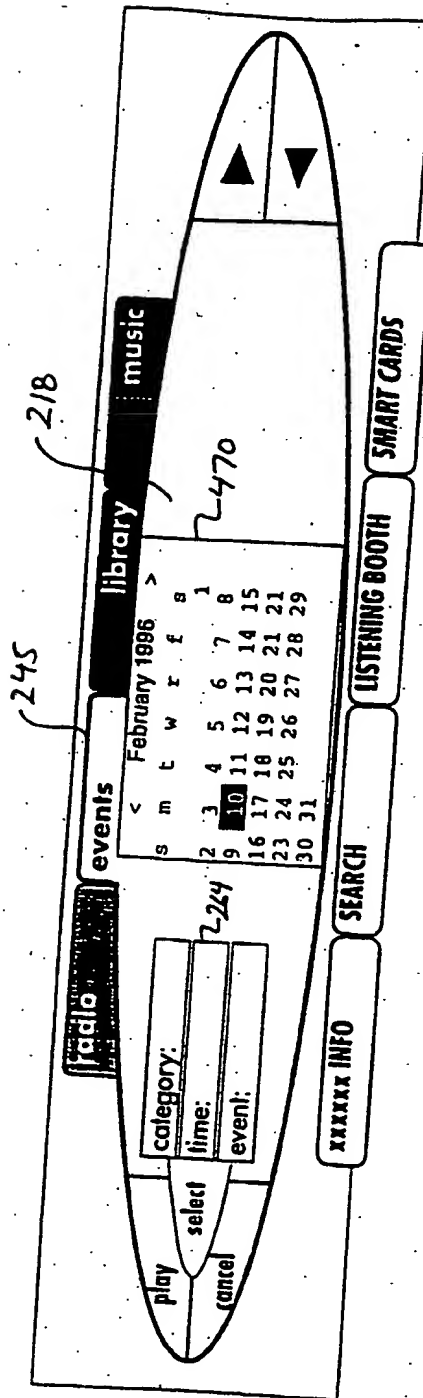 245
218
radio
events
library
music
470
< February 1996 >
s m t w r f s
1
2 3 4 5 6 7 8
9 10 11 12 13 14 15
16 17 18 19 20 21 21
23 24 25 26 27 28 29
30 31
play
select
cancel
category:
time:
event:
xxxxxx INFO
SEARCH
LISTENING BOOTH
SMART CARDS